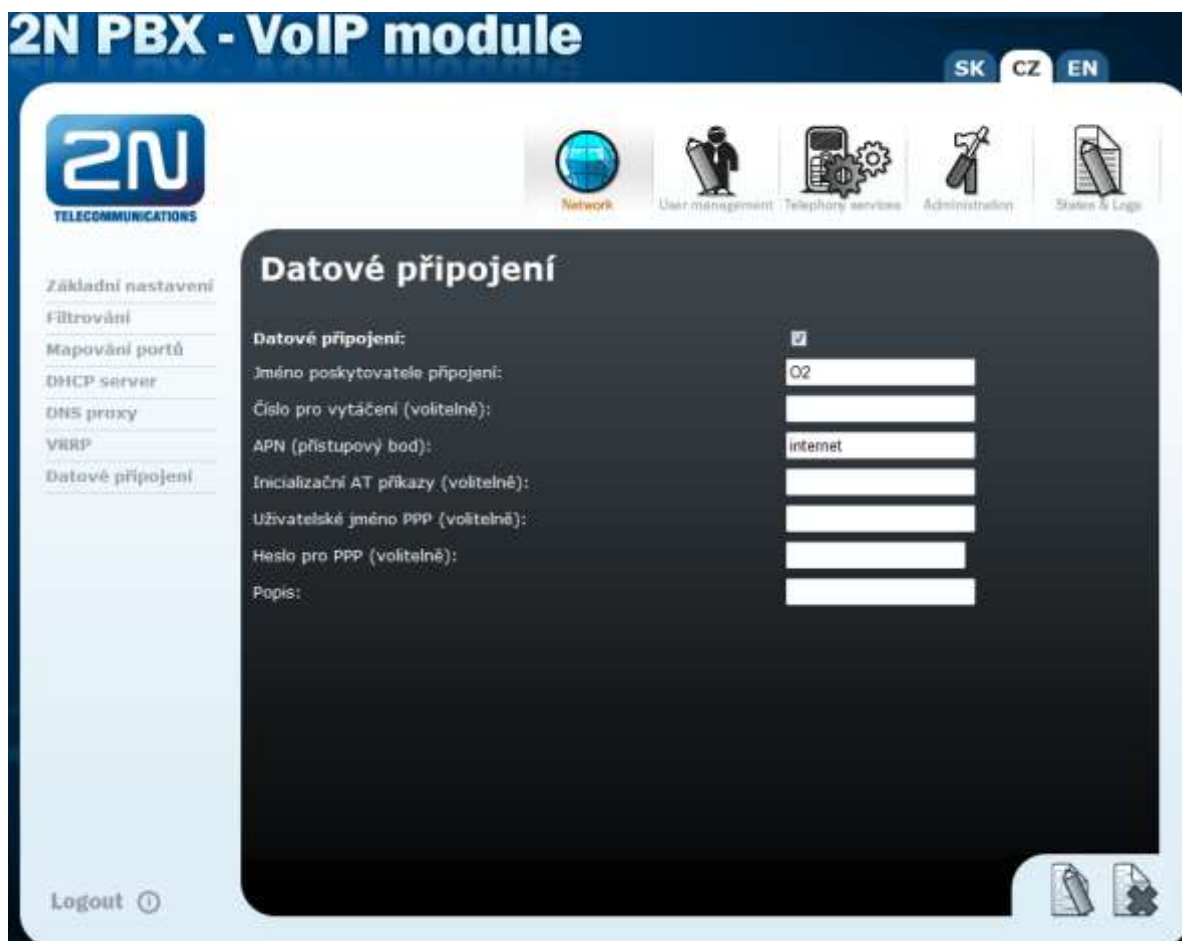 2N PBX - VoIP module
SK CZ EN
2N
TELECOMMUNICATIONS
Network
User management
Telephony services
Administration
States & Logs
Základní nastavení
Filtrování
Mapování portů
DHCP server
DNS proxy
VRRP
Datové připojení
Datové připojení
Datové připojení:
Jméno poskytovatele připojení:
O2
Číslo pro vytáčení (volitelně):
APN (přístupový bod):
internet
Inicializační AT příkazy (volitelně):
Uživatelské jméno PPP (volitelně):
Heslo pro PPP (volitelně):
Popis:
Logout